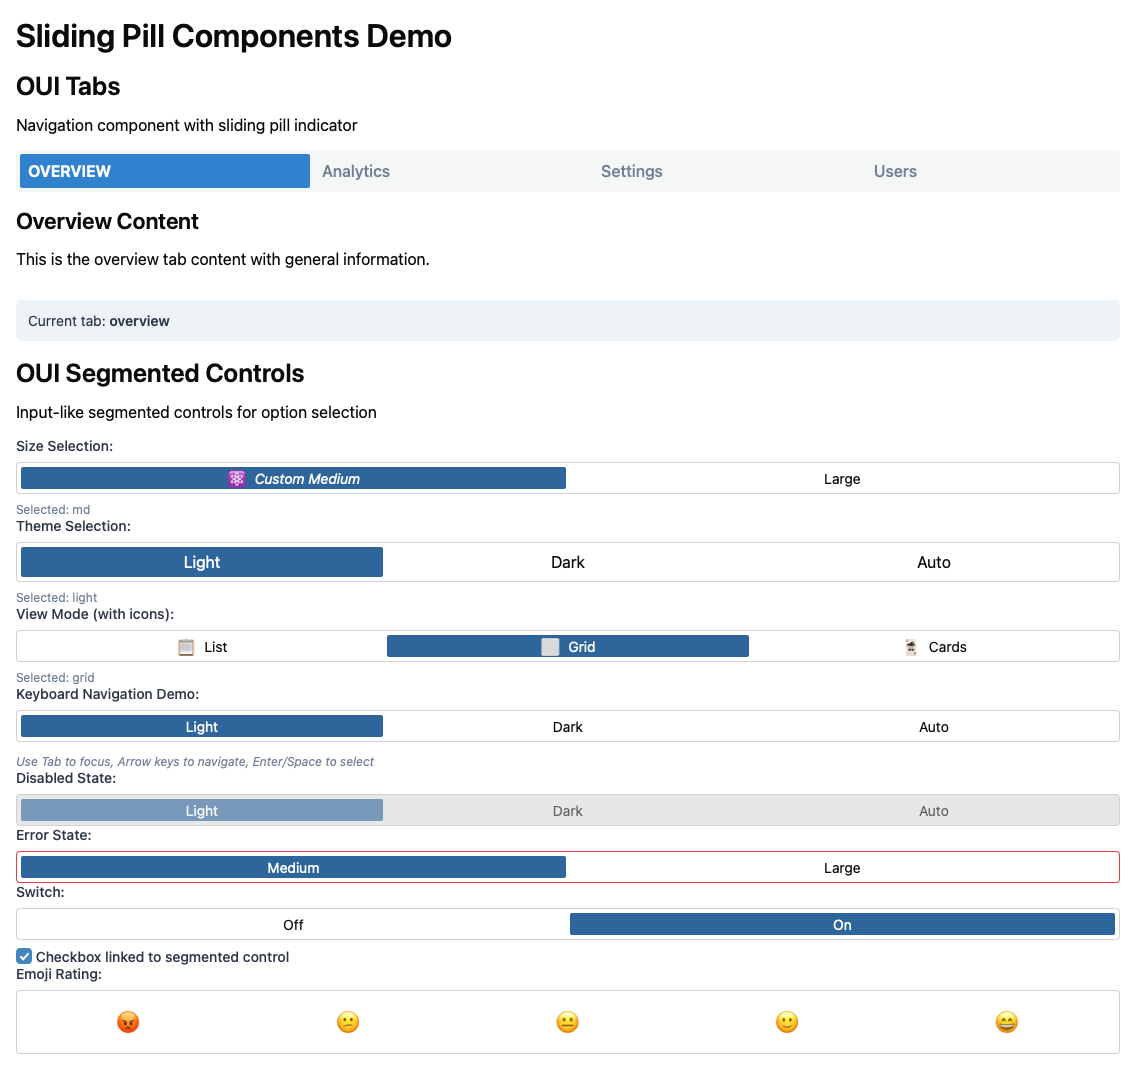 Sliding Pill Components Demo
OUI Tabs
Navigation component with sliding pill indicator
OVERVIEW Analytics Settings Users
Overview Content
This is the overview tab content with general information.
Current tab: overview
OUI Segmented Controls
Input-like segmented controls for option selection
Size Selection:
Custom Medium Large
Selected: md
Theme Selection:
Light Dark Auto
Selected: light
View Mode (with icons):
List Grid Cards
Selected: grid
Keyboard Navigation Demo:
Light Dark Auto
Use Tab to focus, Arrow keys to navigate, Enter/Space to select
Disabled State:
Light Dark Auto
Error State:
Medium Large
Switch:
Off On
Checkbox linked to segmented control
Emoji Rating: